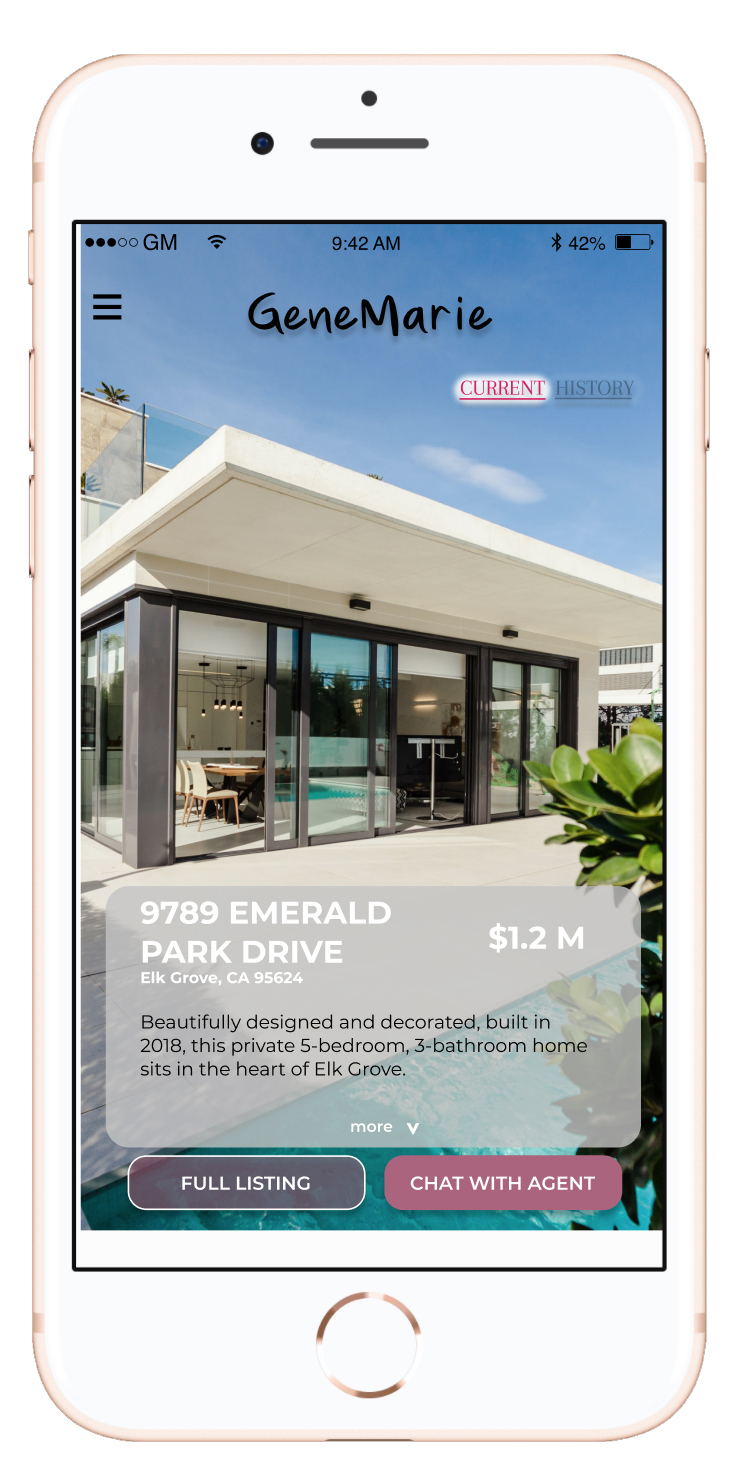 GM 9:42 AM 42%
GeneMarie
CURRENT HISTORY
9789 EMERALD
PARK DRIVE
$1.2 M
Elk Grove, CA 95624
Beautifully designed and decorated, built in
2018, this private 5-bedroom, 3-bathroom home
sits in the heart of Elk Grove.
more
FULL LISTING
CHAT WITH AGENT